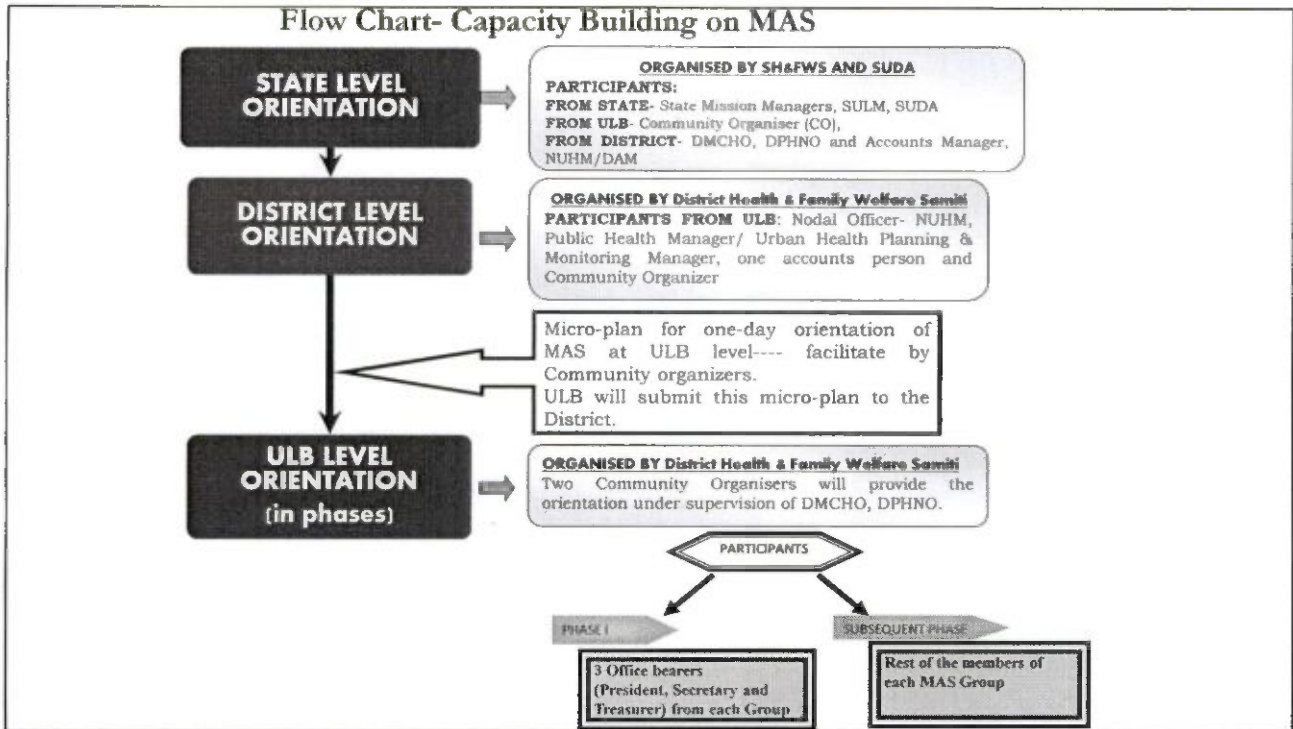 Flow Chart- Capacity Building on MAS
STATE LEVEL
ORIENTATION
ORGANISED BY SH&FWS AND SUDA
PARTICIPANTS:
FROM STATE- State Mission Managers, SULM, SUDA
FROM ULB- Community Organiser (CO),
FROM DISTRICT- DMCHO, DPHNO and Accounts Manager,
NUHM/DAM
DISTRICT LEVEL
ORIENTATION
ORGANISED BY District Health & Family Welfare Samiti
PARTICIPANTS FROM ULB: Nodal Officer- NUHM,
Public Health Manager/ Urban Health Planning &
Monitoring Manager, one accounts person and
Community Organizer
Micro-plan for one-day orientation of
MAS at ULB level---- facilitate by
Community organizers.
ULB will submit this micro-plan to the
District.
ULB LEVEL
ORIENTATION
(in phases)
ORGANISED BY District Health & Family Welfare Samiti
Two Community Organisers will provide the
orientation under supervision of DMCHO, DPHNO.
PARTICIPANTS
PHASE I
SUBSEQUENT PHASE
3 Office bearers
(President, Secretary and
Treasurer) from each Group
Rest of the members of
each MAS Group